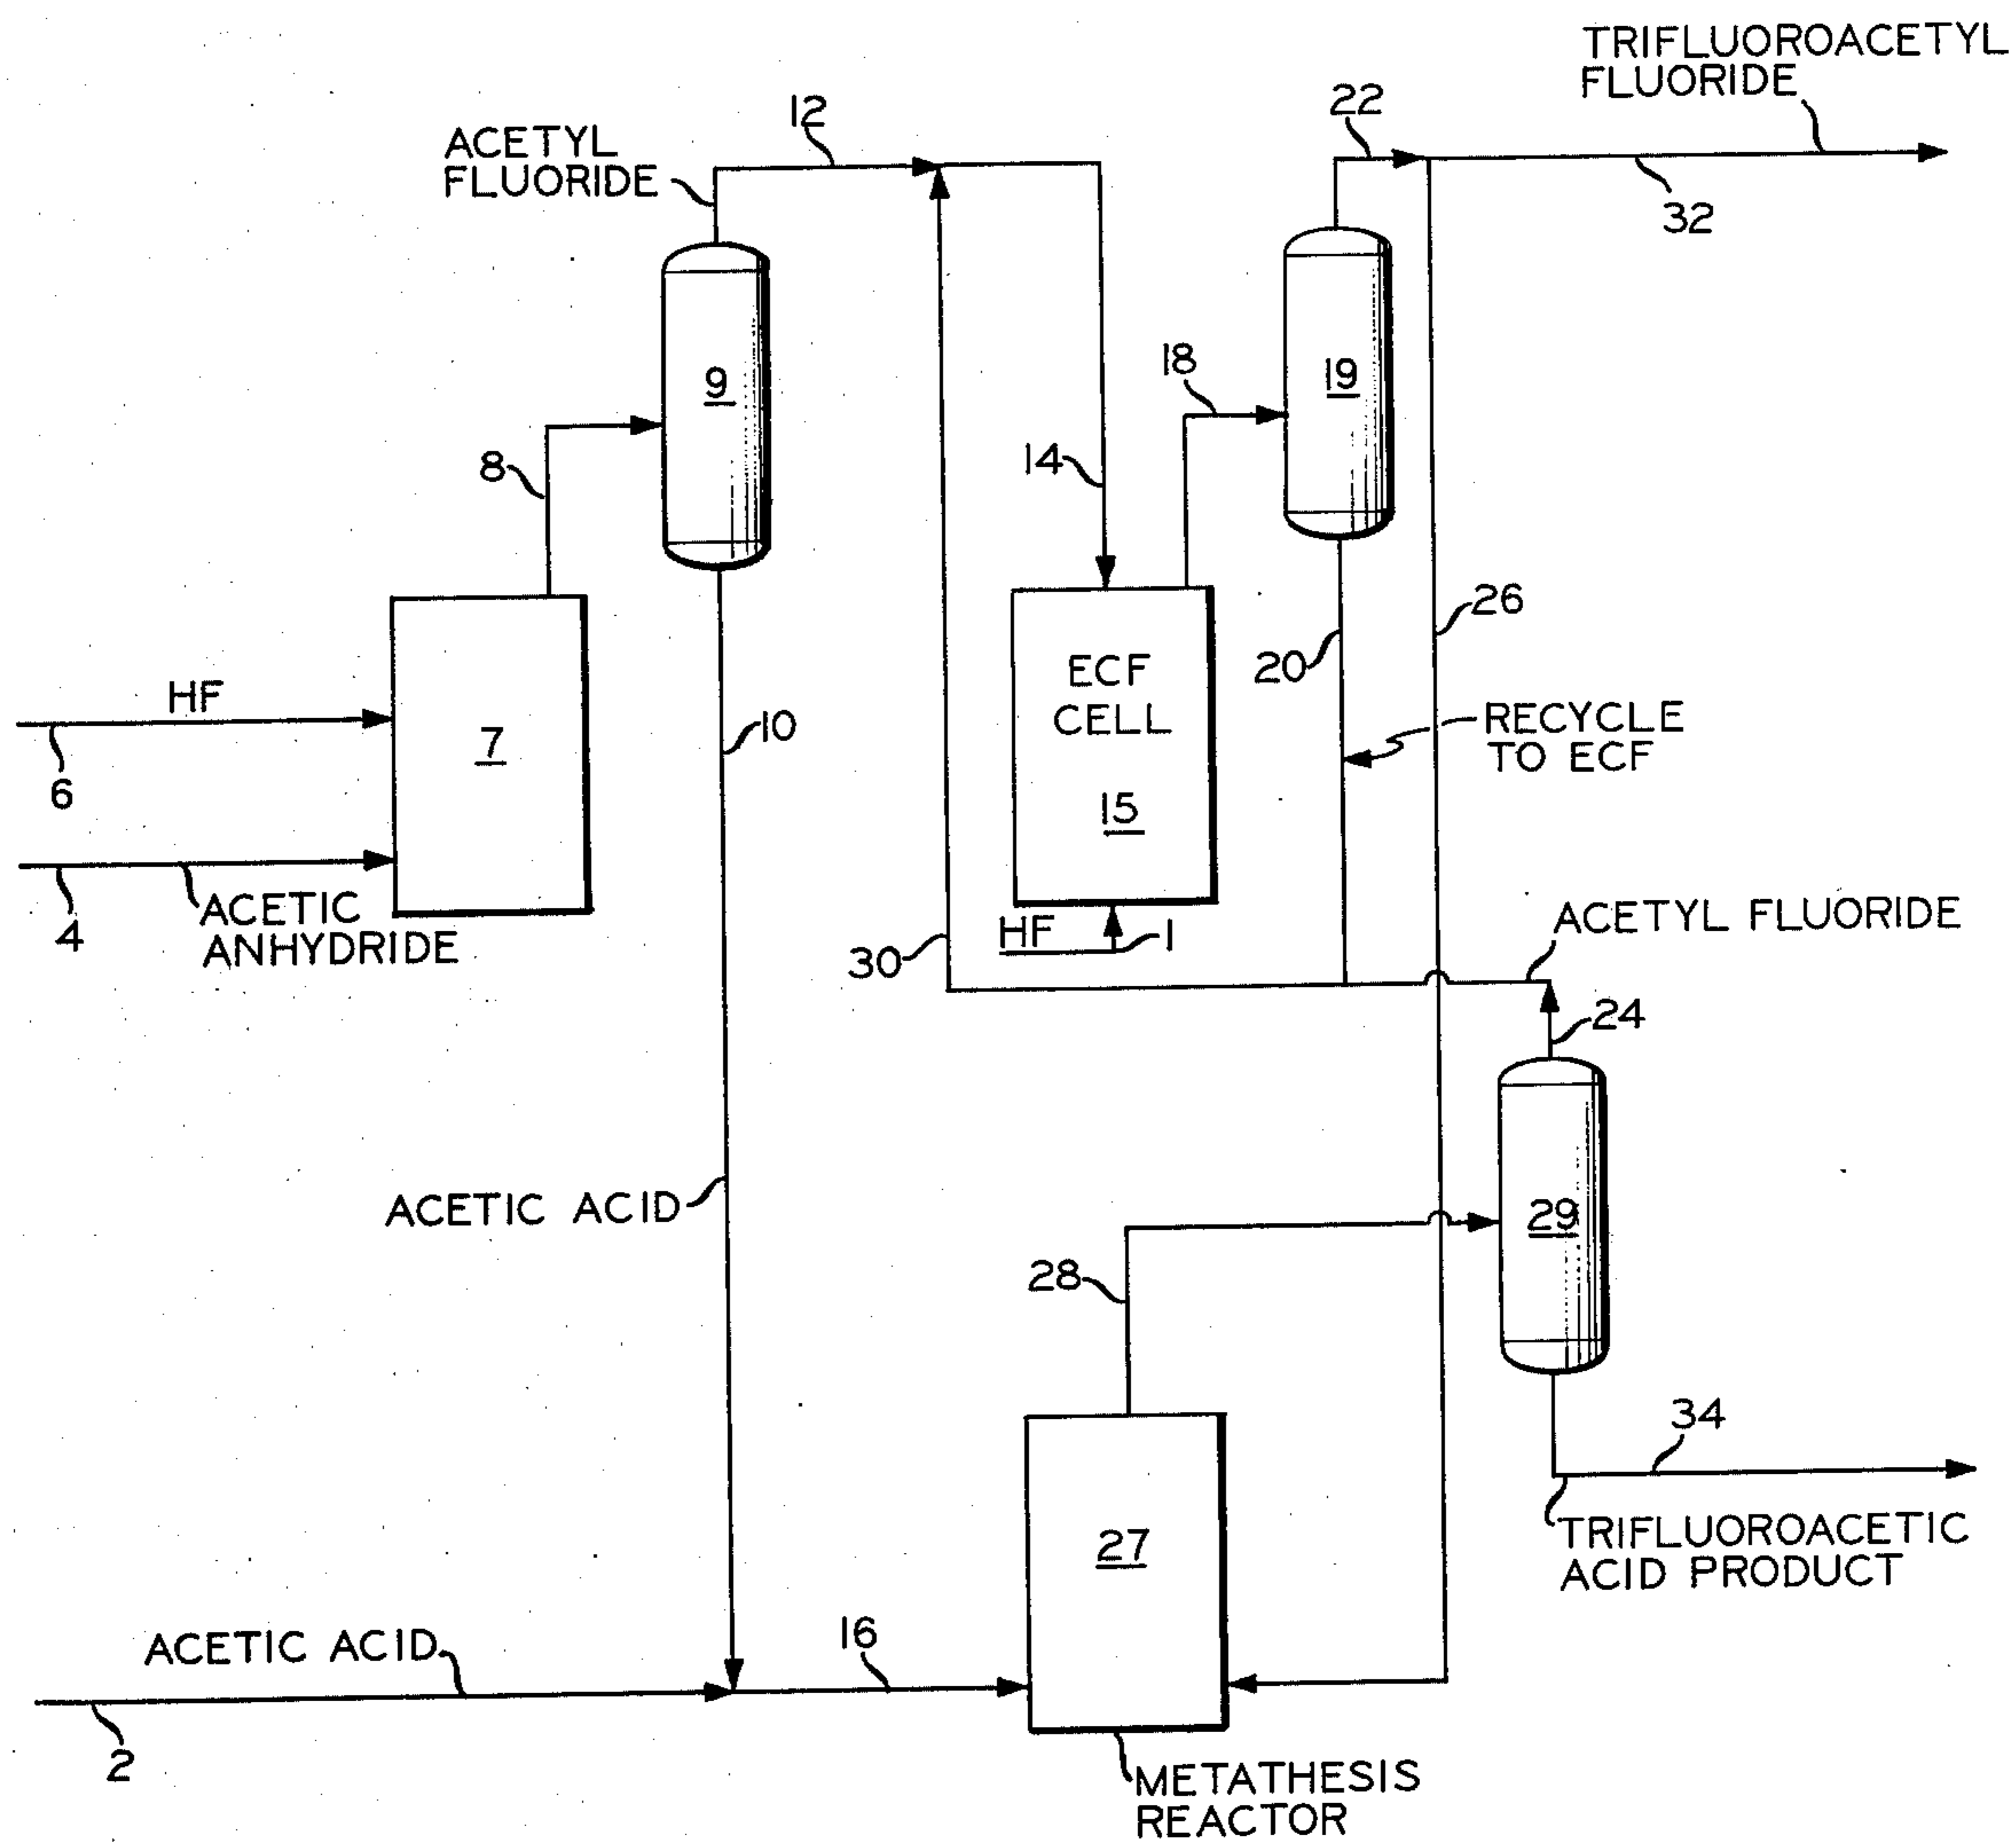 TRIFLUOROACETYL
FLUORIDE
22
12
ACETYL
FLUORIDE
32
18
19
9
14
8
26
ECF
CELL
20
HF
RECYCLE
TO ECF
10
7
6
15
ACETIC
ANHYDRIDE
4
ACETYL FLUORIDE
HF
1
30
24
ACETIC ACID
29
28
34
TRIFLUOROACETIC
ACID PRODUCT
27
ACETIC ACID
16
2
METATHESIS
REACTOR